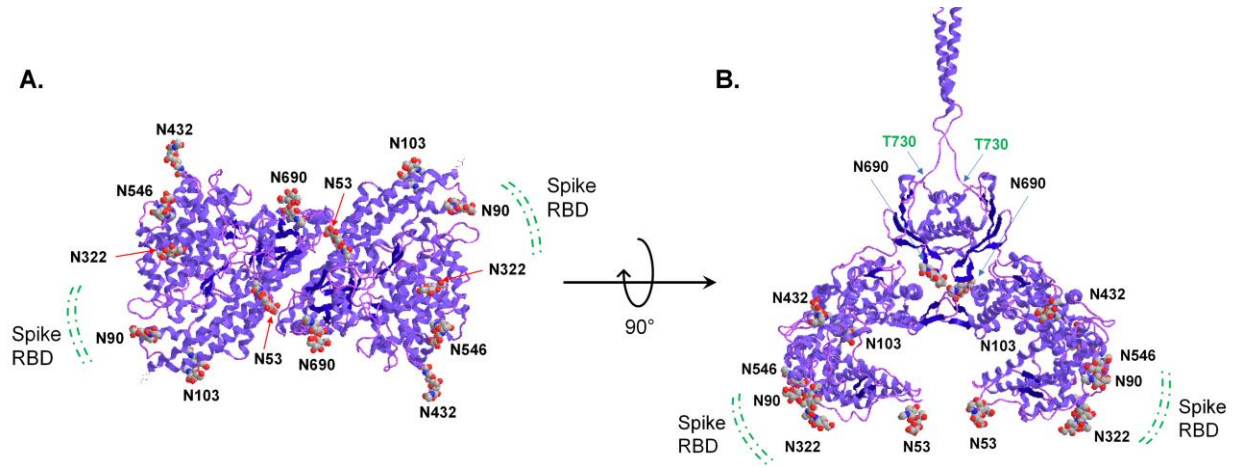 A.
N432
N546
N322
Spike
RBD
N90
N103
N53
N690
N690
N53
N103
N90
Spike
RBD
N322
N546
N432
90°
B.
T730
T730
N690
N690
N432
N432
N103
N103
N546
N90
N322
Spike
RBD
N53
N53
N546
N90
N322
Spike
RBD